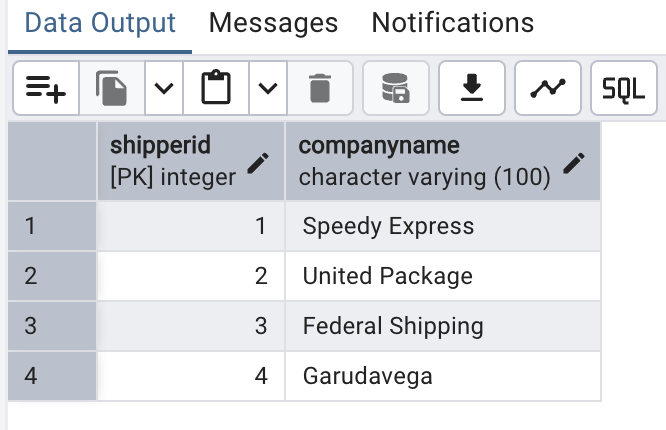 Data Output Messages Notifications
SQL
shipperid companyname
[PK] integer character varying (100)
1 1 Speedy Express
2 2 United Package
3 3 Federal Shipping
4 4 Garudavega